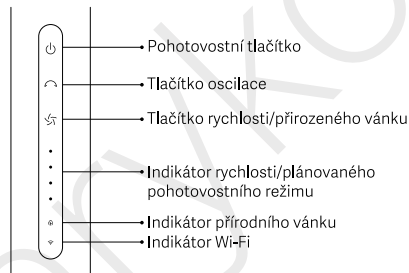 Pohotovostní tlačítko
Tlačítko oscilace
Tlačítko rychlosti/přirozeného vánku
Indikátor rychlosti/plánovaného
pohotovostního režimu
Indikátor přírodního vánku
Indikátor Wi-Fi